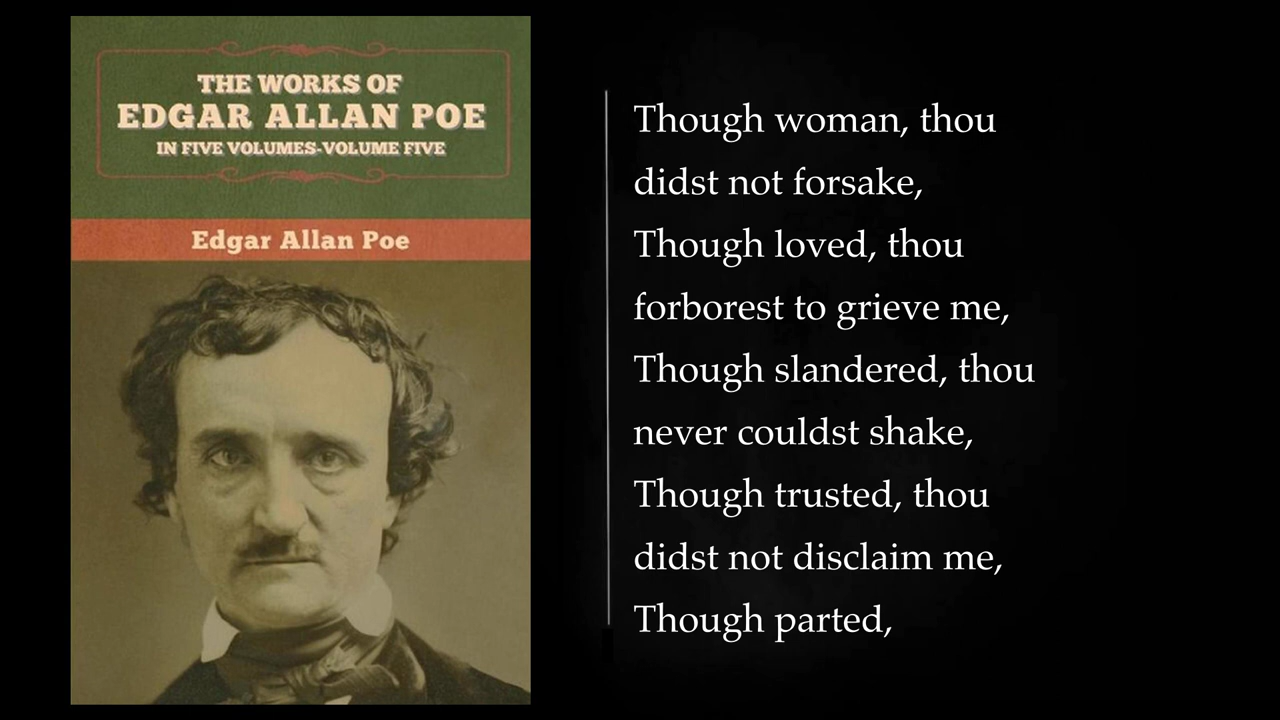 THE WORKS OF
EDGAR ALLAN POE
IN FIVE VOLUMES-VOLUME FIVE
Edgar Allan Poe
Though woman, thou
didst not forsake,
Though loved, thou
forborest to grieve me,
Though slandered, thou
never couldst shake,
Though trusted, thou
didst not disclaim me,
Though parted,